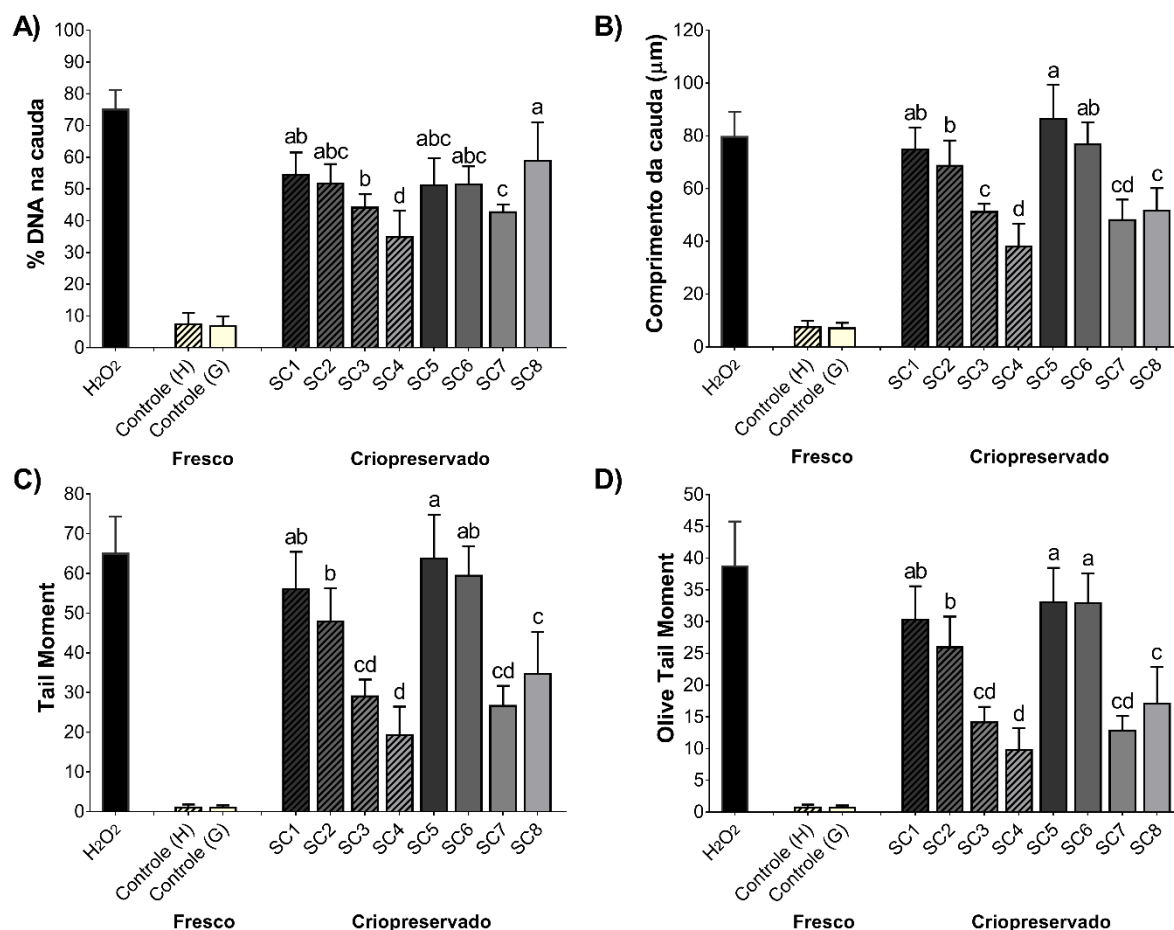 A)
% DNA na cauda
100
90
80
70
60
50
40
30
20
10
0
ab
abc
b
d
abc
abc
c
a
H2O2
Controle (H)
Controle (G)
SC1
SC2
SC3
SC4
SC5
SC6
SC7
SC8
Fresco
Criopreservado
B)
Comprimento da cauda (μm)
120
100
80
60
40
20
0
ab
b
c
d
a
ab
cd
c
H2O2
Controle (H)
Controle (G)
SC1
SC2
SC3
SC4
SC5
SC6
SC7
SC8
Fresco
Criopreservado
C)
Tail Moment
80
70
60
50
40
30
20
10
0
ab
b
cd
d
a
ab
cd
c
H2O2
Controle (H)
Controle (G)
SC1
SC2
SC3
SC4
SC5
SC6
SC7
SC8
Fresco
Criopreservado
D)
Olive Tail Moment
50
45
40
35
30
25
20
15
10
5
0
ab
b
cd
d
a
a
cd
c
H2O2
Controle (H)
Controle (G)
SC1
SC2
SC3
SC4
SC5
SC6
SC7
SC8
Fresco
Criopreservado